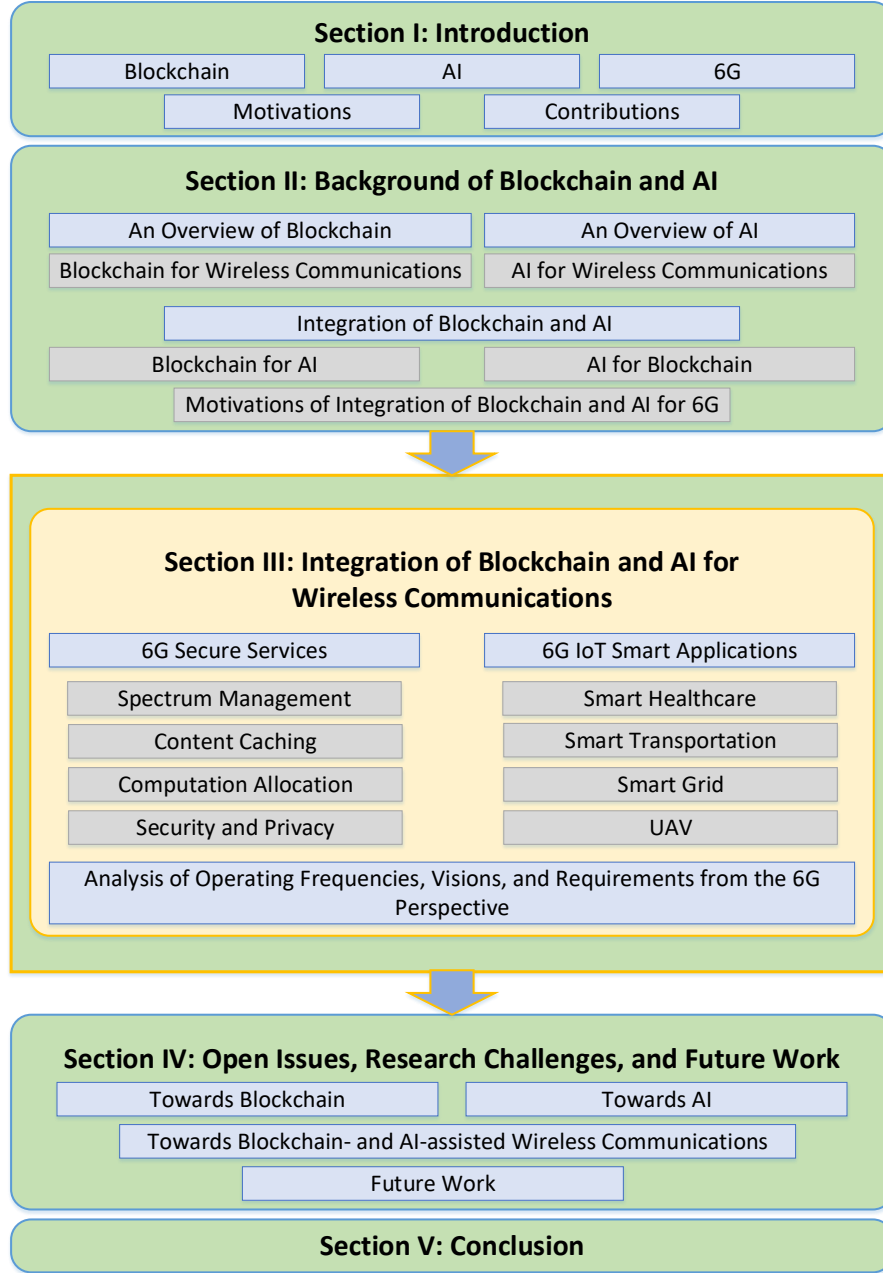 Section I: Introduction
Blockchain
AI
6G
Motivations
Contributions
Section II: Background of Blockchain and AI
An Overview of Blockchain
An Overview of AI
Blockchain for Wireless Communications
AI for Wireless Communications
Integration of Blockchain and AI
Blockchain for AI
AI for Blockchain
Motivations of Integration of Blockchain and AI for 6G
Section III: Integration of Blockchain and AI for
Wireless Communications
6G Secure Services
6G IoT Smart Applications
Spectrum Management
Smart Healthcare
Content Caching
Smart Transportation
Computation Allocation
Smart Grid
Security and Privacy
UAV
Analysis of Operating Frequencies, Visions, and Requirements from the 6G
Perspective
Section IV: Open Issues, Research Challenges, and Future Work
Towards Blockchain
Towards AI
Towards Blockchain- and AI-assisted Wireless Communications
Future Work
Section V: Conclusion